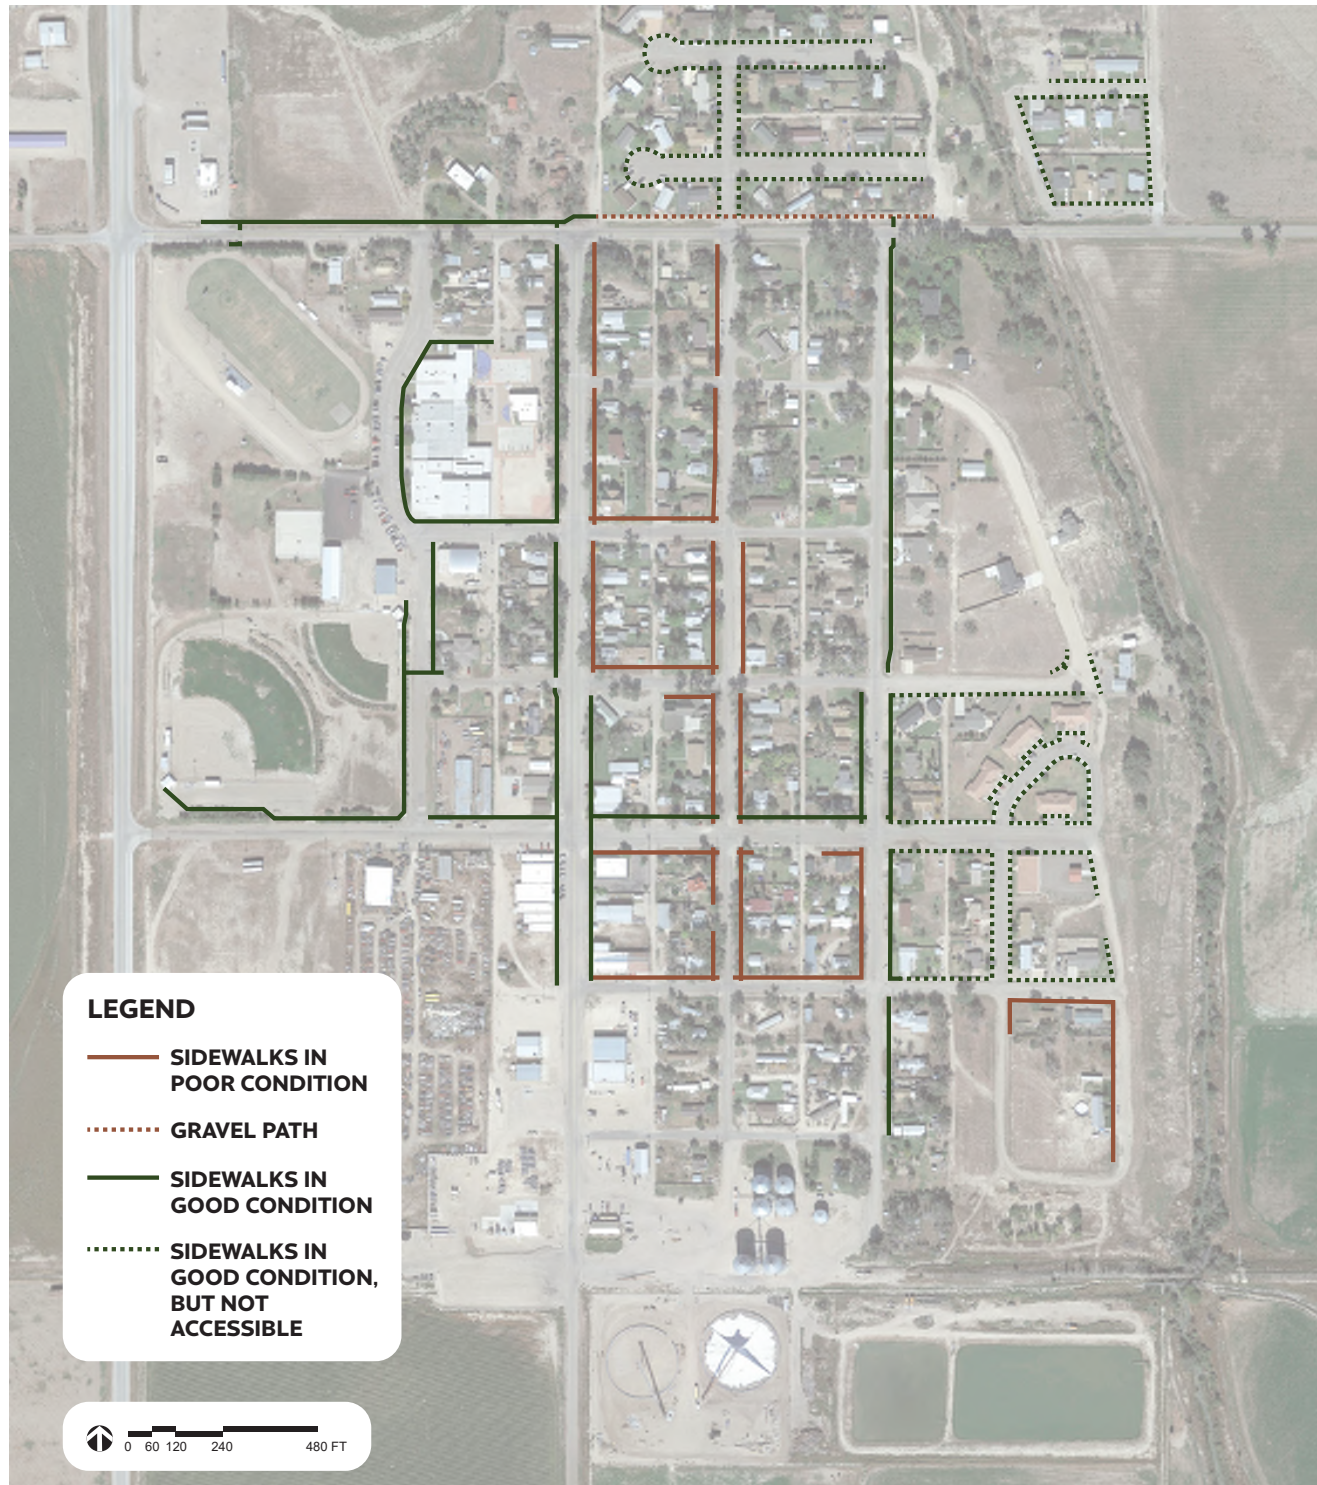 LEGEND
SIDEWALKS IN
POOR CONDITION
GRAVEL PATH
SIDEWALKS IN
GOOD CONDITION
SIDEWALKS IN
GOOD CONDITION,
BUT NOT
ACCESSIBLE
0 60 120 240 480 FT